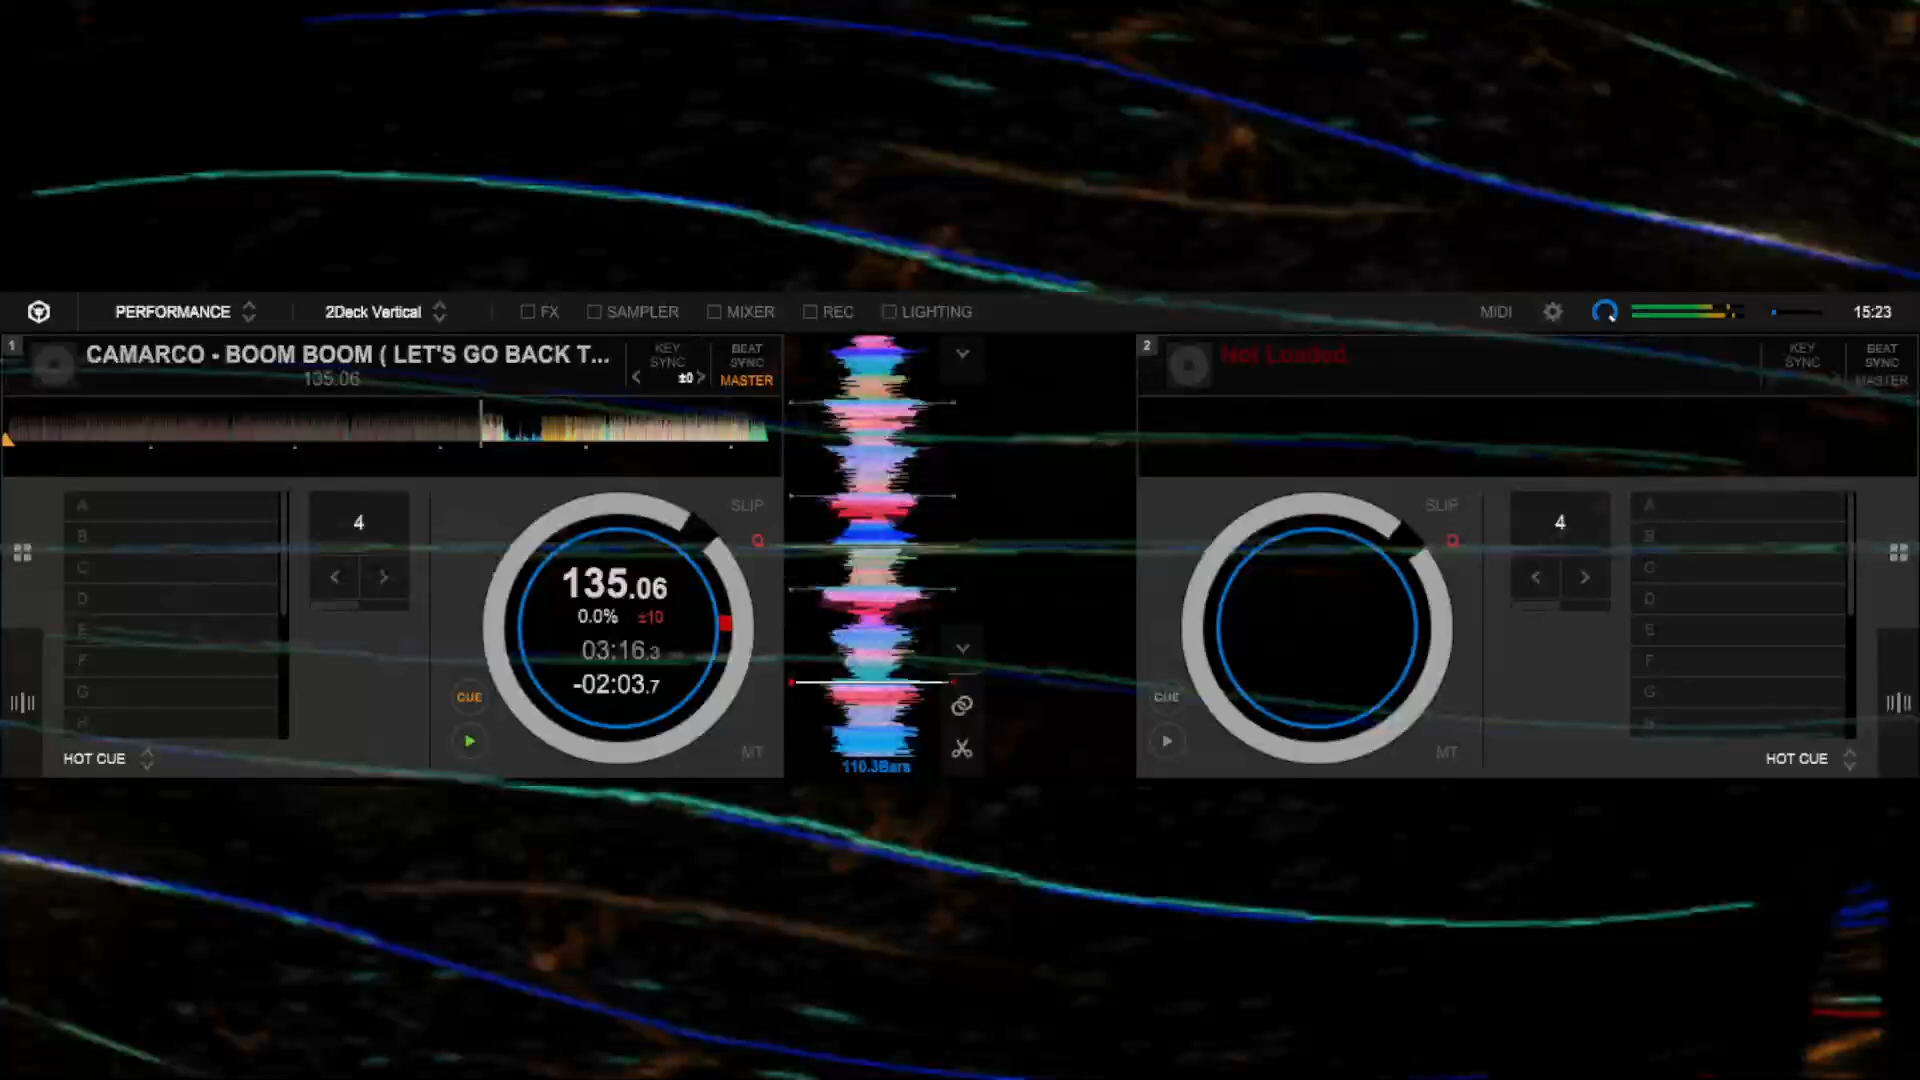 PERFORMANCE 2Deck Vertical FX SAMPLER MIXER REC LIGHTING MIDI 15:23
1 CAMARCO - BOOM BOOM ( LET'S GO BACK T...
135.06
KEY SYNC
±0
BEAT SYNC
MASTER
A
B
C
D
E
F
G
H
4
HOT CUE
SLIP
Q
135.06
0.0% ±10
03:16.3
-02:03.7
CUE
MT
110.3Bars
2 Not Loaded
KEY SYNC
BEAT SYNC
MASTER
SLIP
Q
CUE
MT
4
A
B
C
D
E
F
G
H
HOT CUE